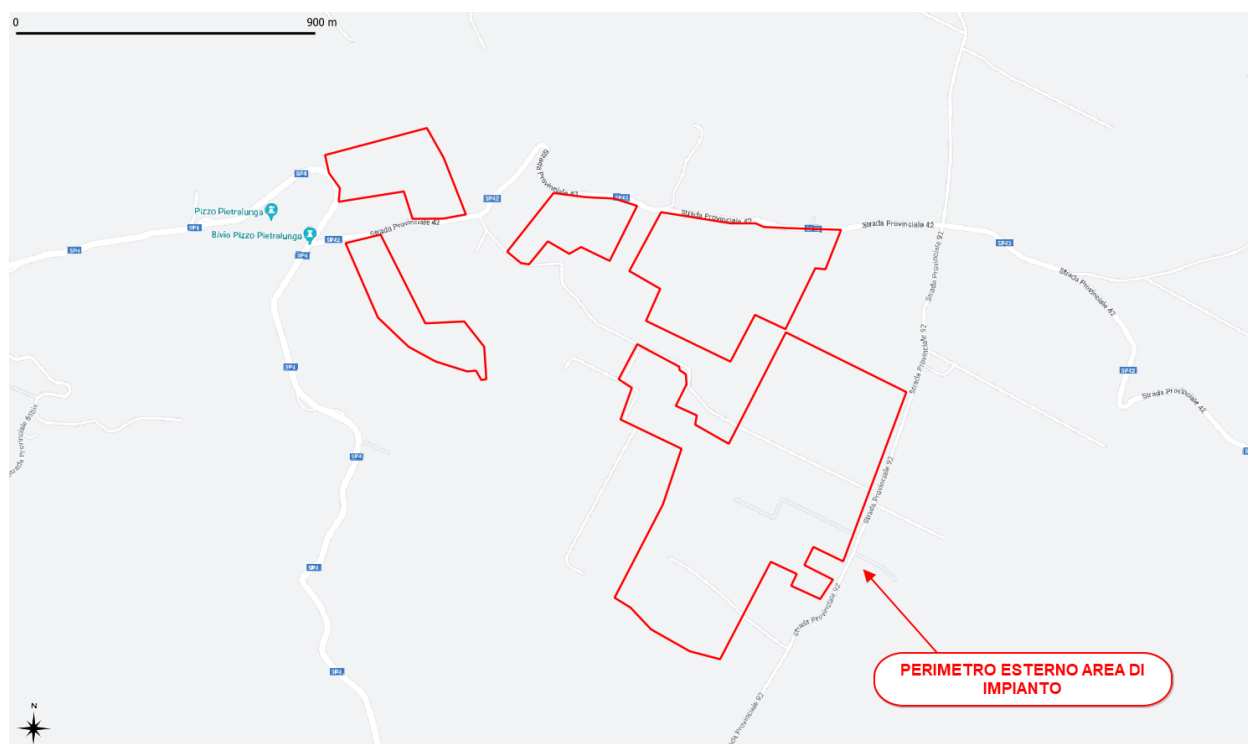 0
900 m
SP4
Strada Provinciale 42
SP42
Pizzo Pietralunga
Strada Provinciale 42
SP4
Bivio Pizzo Pietralunga
SP42
Strada Provinciale 42
Strada Provinciale 42
SP4
SP4
Strada Provinciale 92
Strada Provinciale 42
SP4
Strada Provinciale 92
SP42
Strada Provinciale 42
SP4
Strada Provinciale 92
SP4
Strada Provinciale 92
SP4
PERIMETRO ESTERNO AREA DI
IMPIANTO
Strada Provinciale 92
N